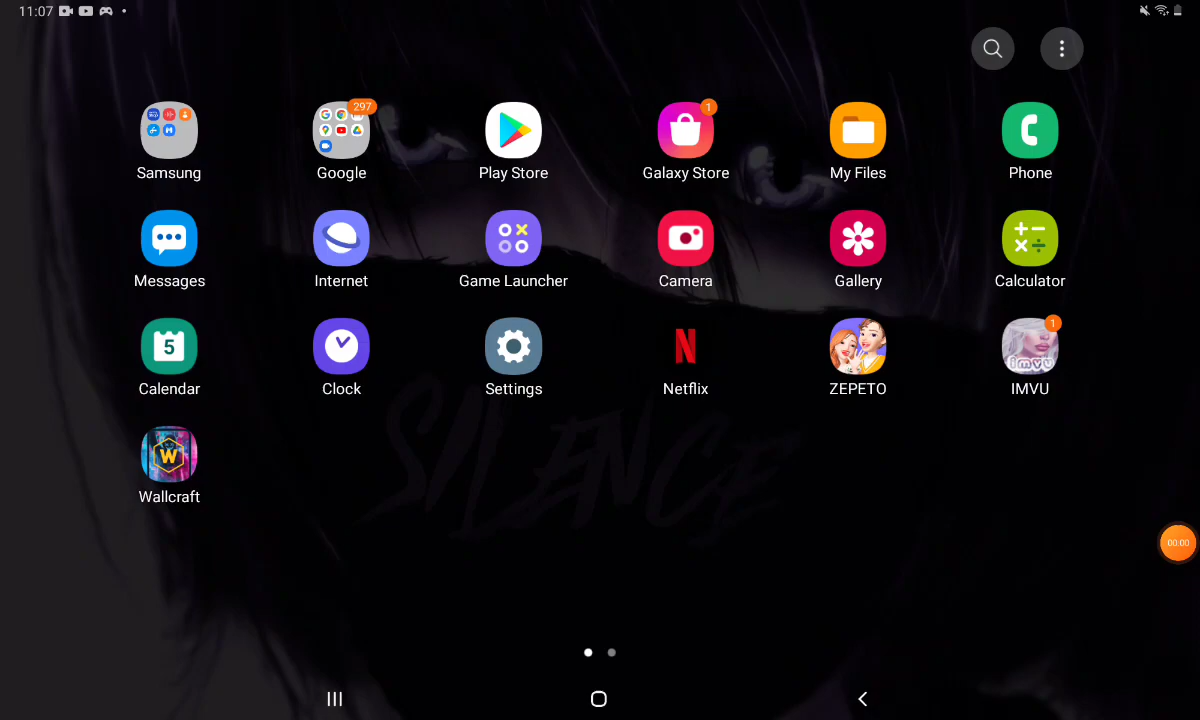 11:07
297
1
Samsung Google Play Store Galaxy Store My Files Phone
Messages Internet Game Launcher Camera Gallery Calculator
5
N
imvu
1
Calendar Clock Settings Netflix ZEPETO IMVU
W
Wallcraft
SILENCE
00:00